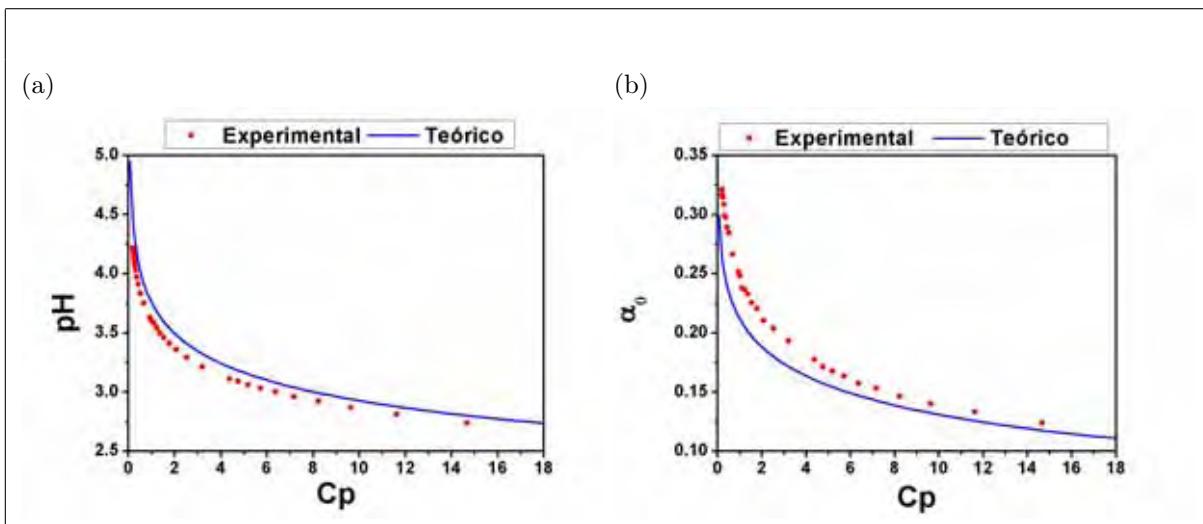 (a)
(b)
Experimental Teórico
Experimental Teórico
5.0
4.5
4.0
3.5
3.0
2.5
pH
0 2 4 6 8 10 12 14 16 18
Cp
0.35
0.30
0.25
0.20
0.15
0.10
α₀
0 2 4 6 8 10 12 14 16 18
Cp